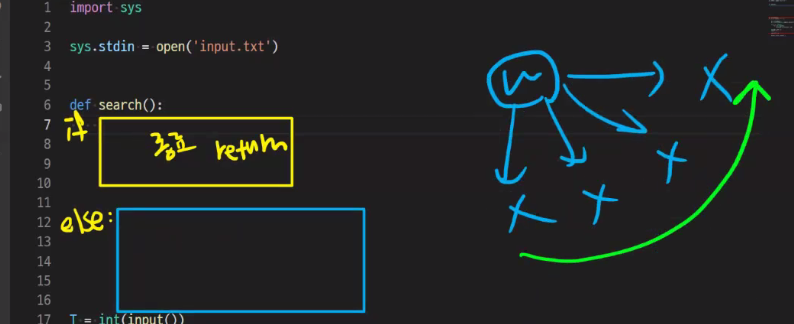 1 import sys
2
3 sys.stdin = open('input.txt')
4
5
6 def search():
if
7
8 종료 return
9
10
11
12 else:
13
14
15
16
17 T = int(input())
X
X
X
X